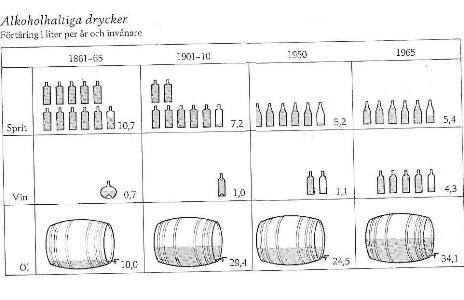 Alkoholhaltiga drycker
Förtäring i liter per år och invånare
1861–65 1901–10 1950 1965
Sprit 10,7 7,2 5,2 5,4
Vin 0,7 1,0 1,1 4,3
Öl 10,0 29,4 24,5 34,1